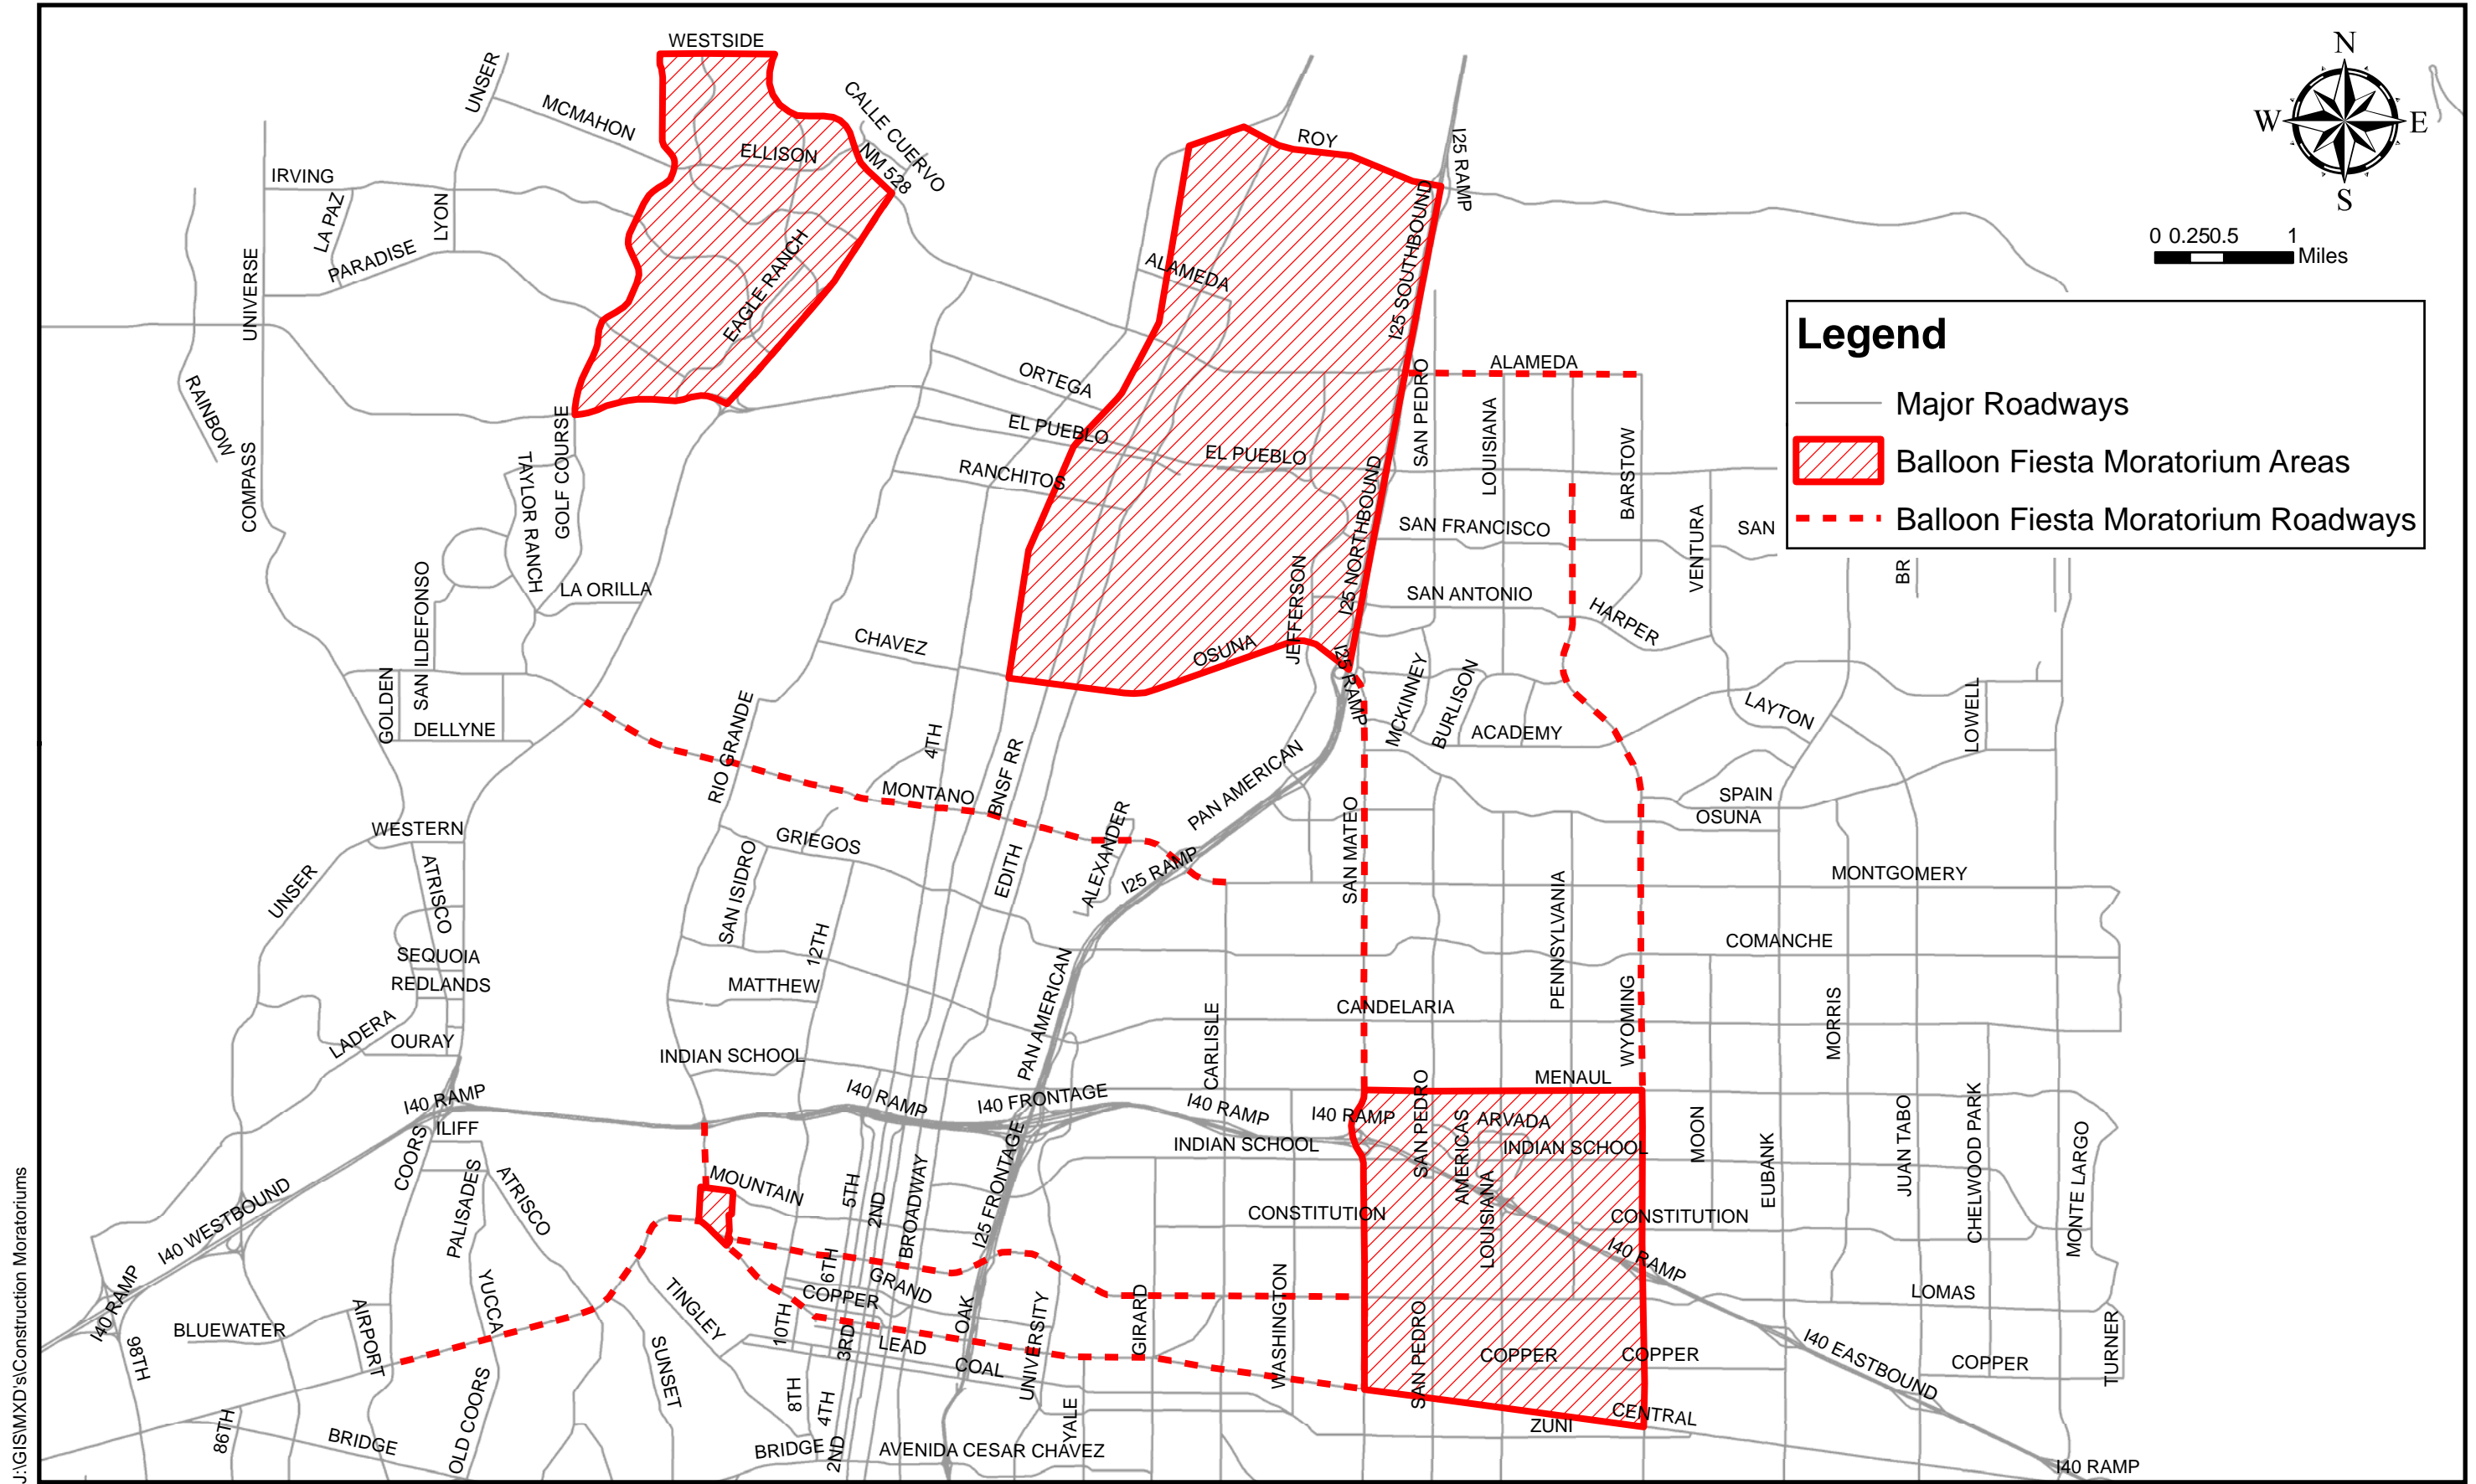 WESTSIDE
UNSER
MCMAHON
CALLE CUERVO
ELLISON
NM 528
IRVING
LA PAZ
LYON
PARADISE
UNIVERSE
EAGLE RANCH
RAINBOW
COMPASS
TAYLOR RANCH
GOLF COURSE
LA ORILLA
SAN ILDEFONSO
GOLDEN
DELLYNE
ROY
I25 RAMP
I25 SOUTHBOUND
ALAMEDA
ORTEGA
EL PUEBLO
EL PUEBLO
RANCHITOS
I25 NORTHBOUND
JEFFERSON
OSUNA
I25 RAMP
CHAVEZ
N
W
E
S
0 0.25 0.5 1
Miles
Legend
Major Roadways
Balloon Fiesta Moratorium Areas
Balloon Fiesta Moratorium Roadways
ALAMEDA
SAN PEDRO
LOUISIANA
BARSTOW
VENTURA
SAN FRANCISCO
SAN
BR
SAN ANTONIO
HARPER
MCKINNEY
BURLISON
ACADEMY
LAYTON
LOWELL
SPAIN
OSUNA
RIO GRANDE
4TH
MONTANO
BNSF RR
PAN AMERICAN
ALEXANDER
I25 RAMP
SAN MATEO
EDITH
GRIEGOS
SAN ISIDRO
12TH
MATTHEW
WESTERN
UNSER
ATRISCO
SEQUOIA
REDLANDS
LADERA
OURAY
MONTGOMERY
PENNSYLVANIA
COMANCHE
CANDELARIA
WYOMING
MORRIS
CARLISLE
PAN AMERICAN
INDIAN SCHOOL
I40 RAMP
I40 RAMP
I40 FRONTAGE
I40 RAMP
I40 RAMP
MENAUL
SAN PEDRO
AMERICAS
ARVADA
INDIAN SCHOOL
INDIAN SCHOOL
LOUISIANA
MOON
EUBANK
JUAN TABO
CHELWOOD PARK
MONTE LARGO
ILIFF
COORS
PALISADES
ATRISCO
I40 WESTBOUND
I40 RAMP
MOUNTAIN
5TH
2ND
BROADWAY
I25 FRONTAGE
CONSTITUTION
CONSTITUTION
I40 RAMP
LOMAS
6TH
GRAND
COPPER
10TH
3RD
LEAD
COAL
OAK
UNIVERSITY
GIRARD
WASHINGTON
TINGLEY
SUNSET
YUCCA
AIRPORT
BLUEWATER
98TH
86TH
BRIDGE
OLD COORS
8TH
4TH
2ND
BRIDGE
YALE
AVENIDA CESAR CHAVEZ
SAN PEDRO
COPPER
COPPER
ZUNI
CENTRAL
I40 EASTBOUND
COPPER
TURNER
I40 RAMP
J:\GIS\MXD's\Construction Moratoriums